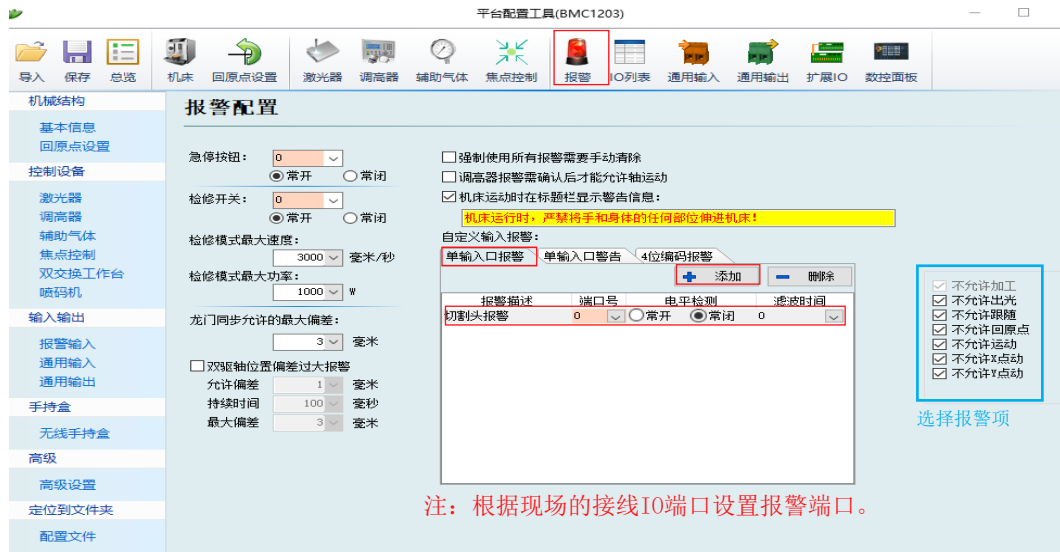 平台配置工具(BMC1203)
导入 保存 总览 机床 回原点设置 激光器 调高器 辅助气体 焦点控制 报警 IO列表 通用输入 通用输出 扩展IO 数控面板
机械结构
基本信息
回原点设置
控制设备
激光器
调高器
辅助气体
焦点控制
双交换工作台
喷码机
输入输出
报警输入
通用输入
通用输出
手持盒
无线手持盒
高级
高级设置
定位到文件夹
配置文件
报警配置
急停按钮： 0
常开 常闭
检修开关： 0
常开 常闭
检修模式最大速度：
3000 毫米/秒
检修模式最大功率：
1000 W
龙门同步允许的最大偏差：
3 毫米
双驱轴位置偏差过大报警
允许偏差 1 毫米
持续时间 100 毫秒
最大偏差 3 毫米
强制使用所有报警需要手动清除
调高器报警需确认后才能允许轴运动
机床运动时在标题栏显示警告信息：
机床运行时，严禁将手和身体的任何部位伸进机床！
自定义输入报警：
单输入口报警 单输入口警告 4位编码报警
添加 删除
报警描述 端口号 电平检测 滤波时间
切割头报警 0 常开 常闭 0
不允许加工
不允许出光
不允许跟随
不允许回原点
不允许运动
不允许X点动
不允许Y点动
选择报警项
注：根据现场的接线IO端口设置报警端口。